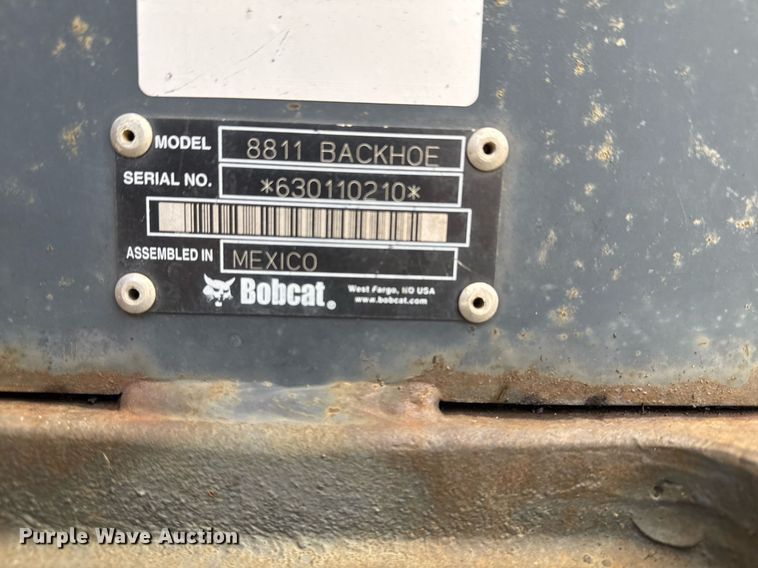 MODEL 8811 BACKHOE
SERIAL NO. *630110210*
ASSEMBLED IN MEXICO
Bobcat® West Fargo, ND USA
www.bobcat.com
Purple Wave Auction